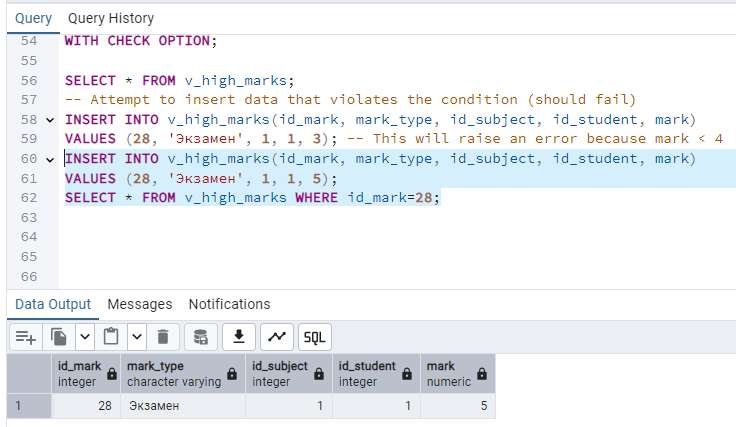 Query Query History
54 WITH CHECK OPTION;
55
56 SELECT * FROM v_high_marks;
57 -- Attempt to insert data that violates the condition (should fail)
58 INSERT INTO v_high_marks(id_mark, mark_type, id_subject, id_student, mark)
59 VALUES (28, 'Экзамен', 1, 1, 3); -- This will raise an error because mark < 4
60 INSERT INTO v_high_marks(id_mark, mark_type, id_subject, id_student, mark)
61 VALUES (28, 'Экзамен', 1, 1, 5);
62 SELECT * FROM v_high_marks WHERE id_mark=28;
63
64
65
66
Data Output Messages Notifications
SQL
id_mark mark_type id_subject id_student mark
integer character varying integer integer numeric
1 28 Экзамен 1 1 5